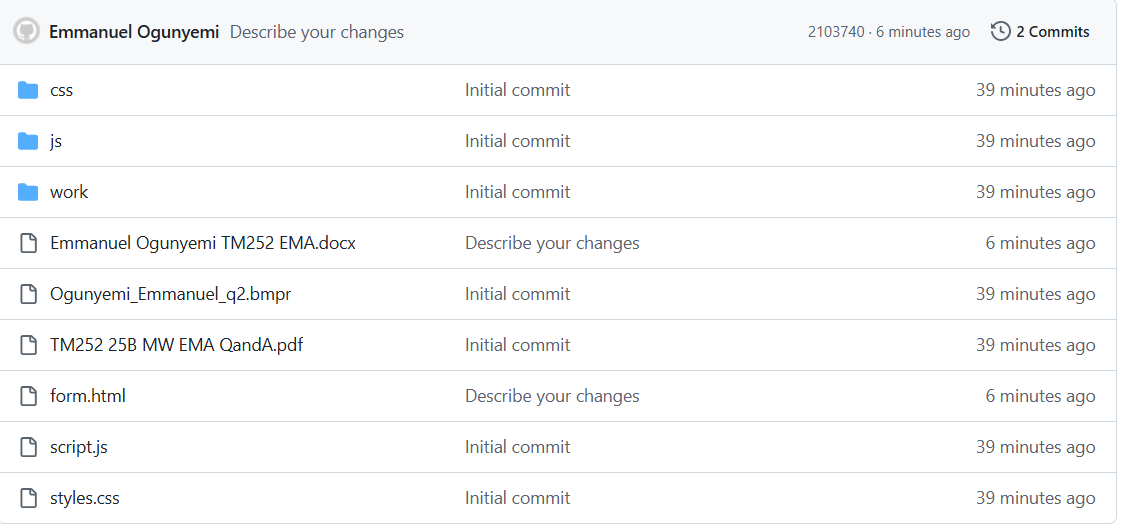 Emmanuel Ogunyemi Describe your changes 2103740 · 6 minutes ago 2 Commits
css Initial commit 39 minutes ago
js Initial commit 39 minutes ago
work Initial commit 39 minutes ago
Emmanuel Ogunyemi TM252 EMA.docx Describe your changes 6 minutes ago
Ogunyemi_Emmanuel_q2.bmpr Initial commit 39 minutes ago
TM252 25B MW EMA QandA.pdf Initial commit 39 minutes ago
form.html Describe your changes 6 minutes ago
script.js Initial commit 39 minutes ago
styles.css Initial commit 39 minutes ago